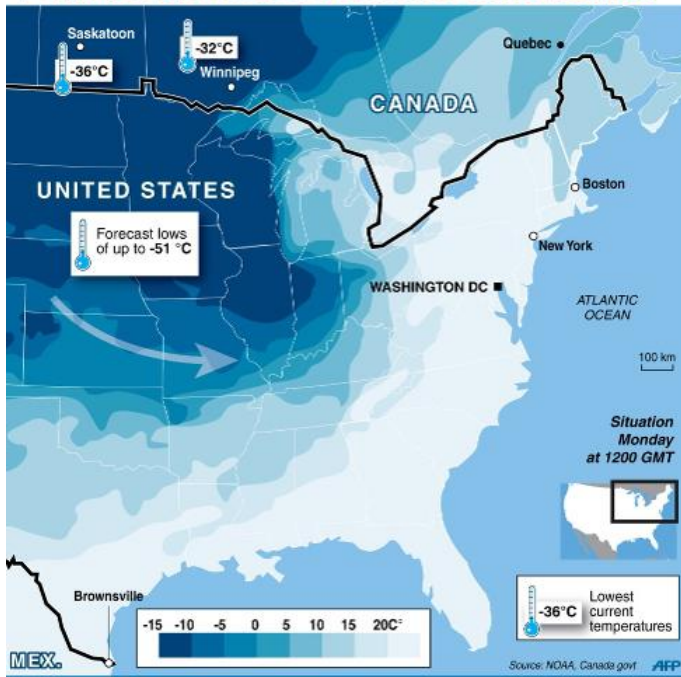 Saskatoon
-36°C
-32°C
Winnipeg
Quebec
CANADA
UNITED STATES
Boston
Forecast lows
of up to -51 °C
New York
WASHINGTON DC
ATLANTIC
OCEAN
100 km
Situation
Monday
at 1200 GMT
Brownsville
MEX.
-15 -10 -5 0 5 10 15 20C°
-36°C
Lowest
current
temperatures
Source: NOAA, Canada govt
AFP